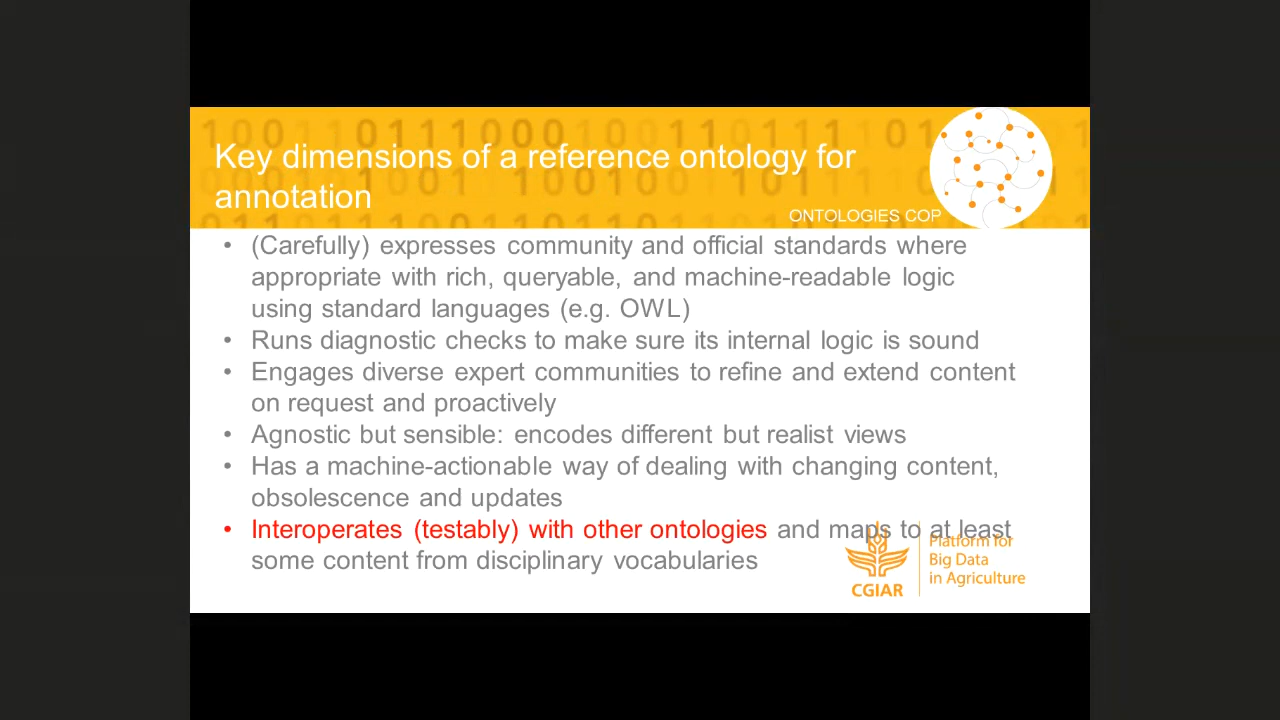 Key dimensions of a reference ontology for
annotation
ONTOLOGIES COP
• (Carefully) expresses community and official standards where
appropriate with rich, queryable, and machine-readable logic
using standard languages (e.g. OWL)
• Runs diagnostic checks to make sure its internal logic is sound
• Engages diverse expert communities to refine and extend content
on request and proactively
• Agnostic but sensible: encodes different but realist views
• Has a machine-actionable way of dealing with changing content,
obsolescence and updates
• Interoperates (testably) with other ontologies and maps to at least
some content from disciplinary vocabularies
CGIAR
Platform for
Big Data
in Agriculture